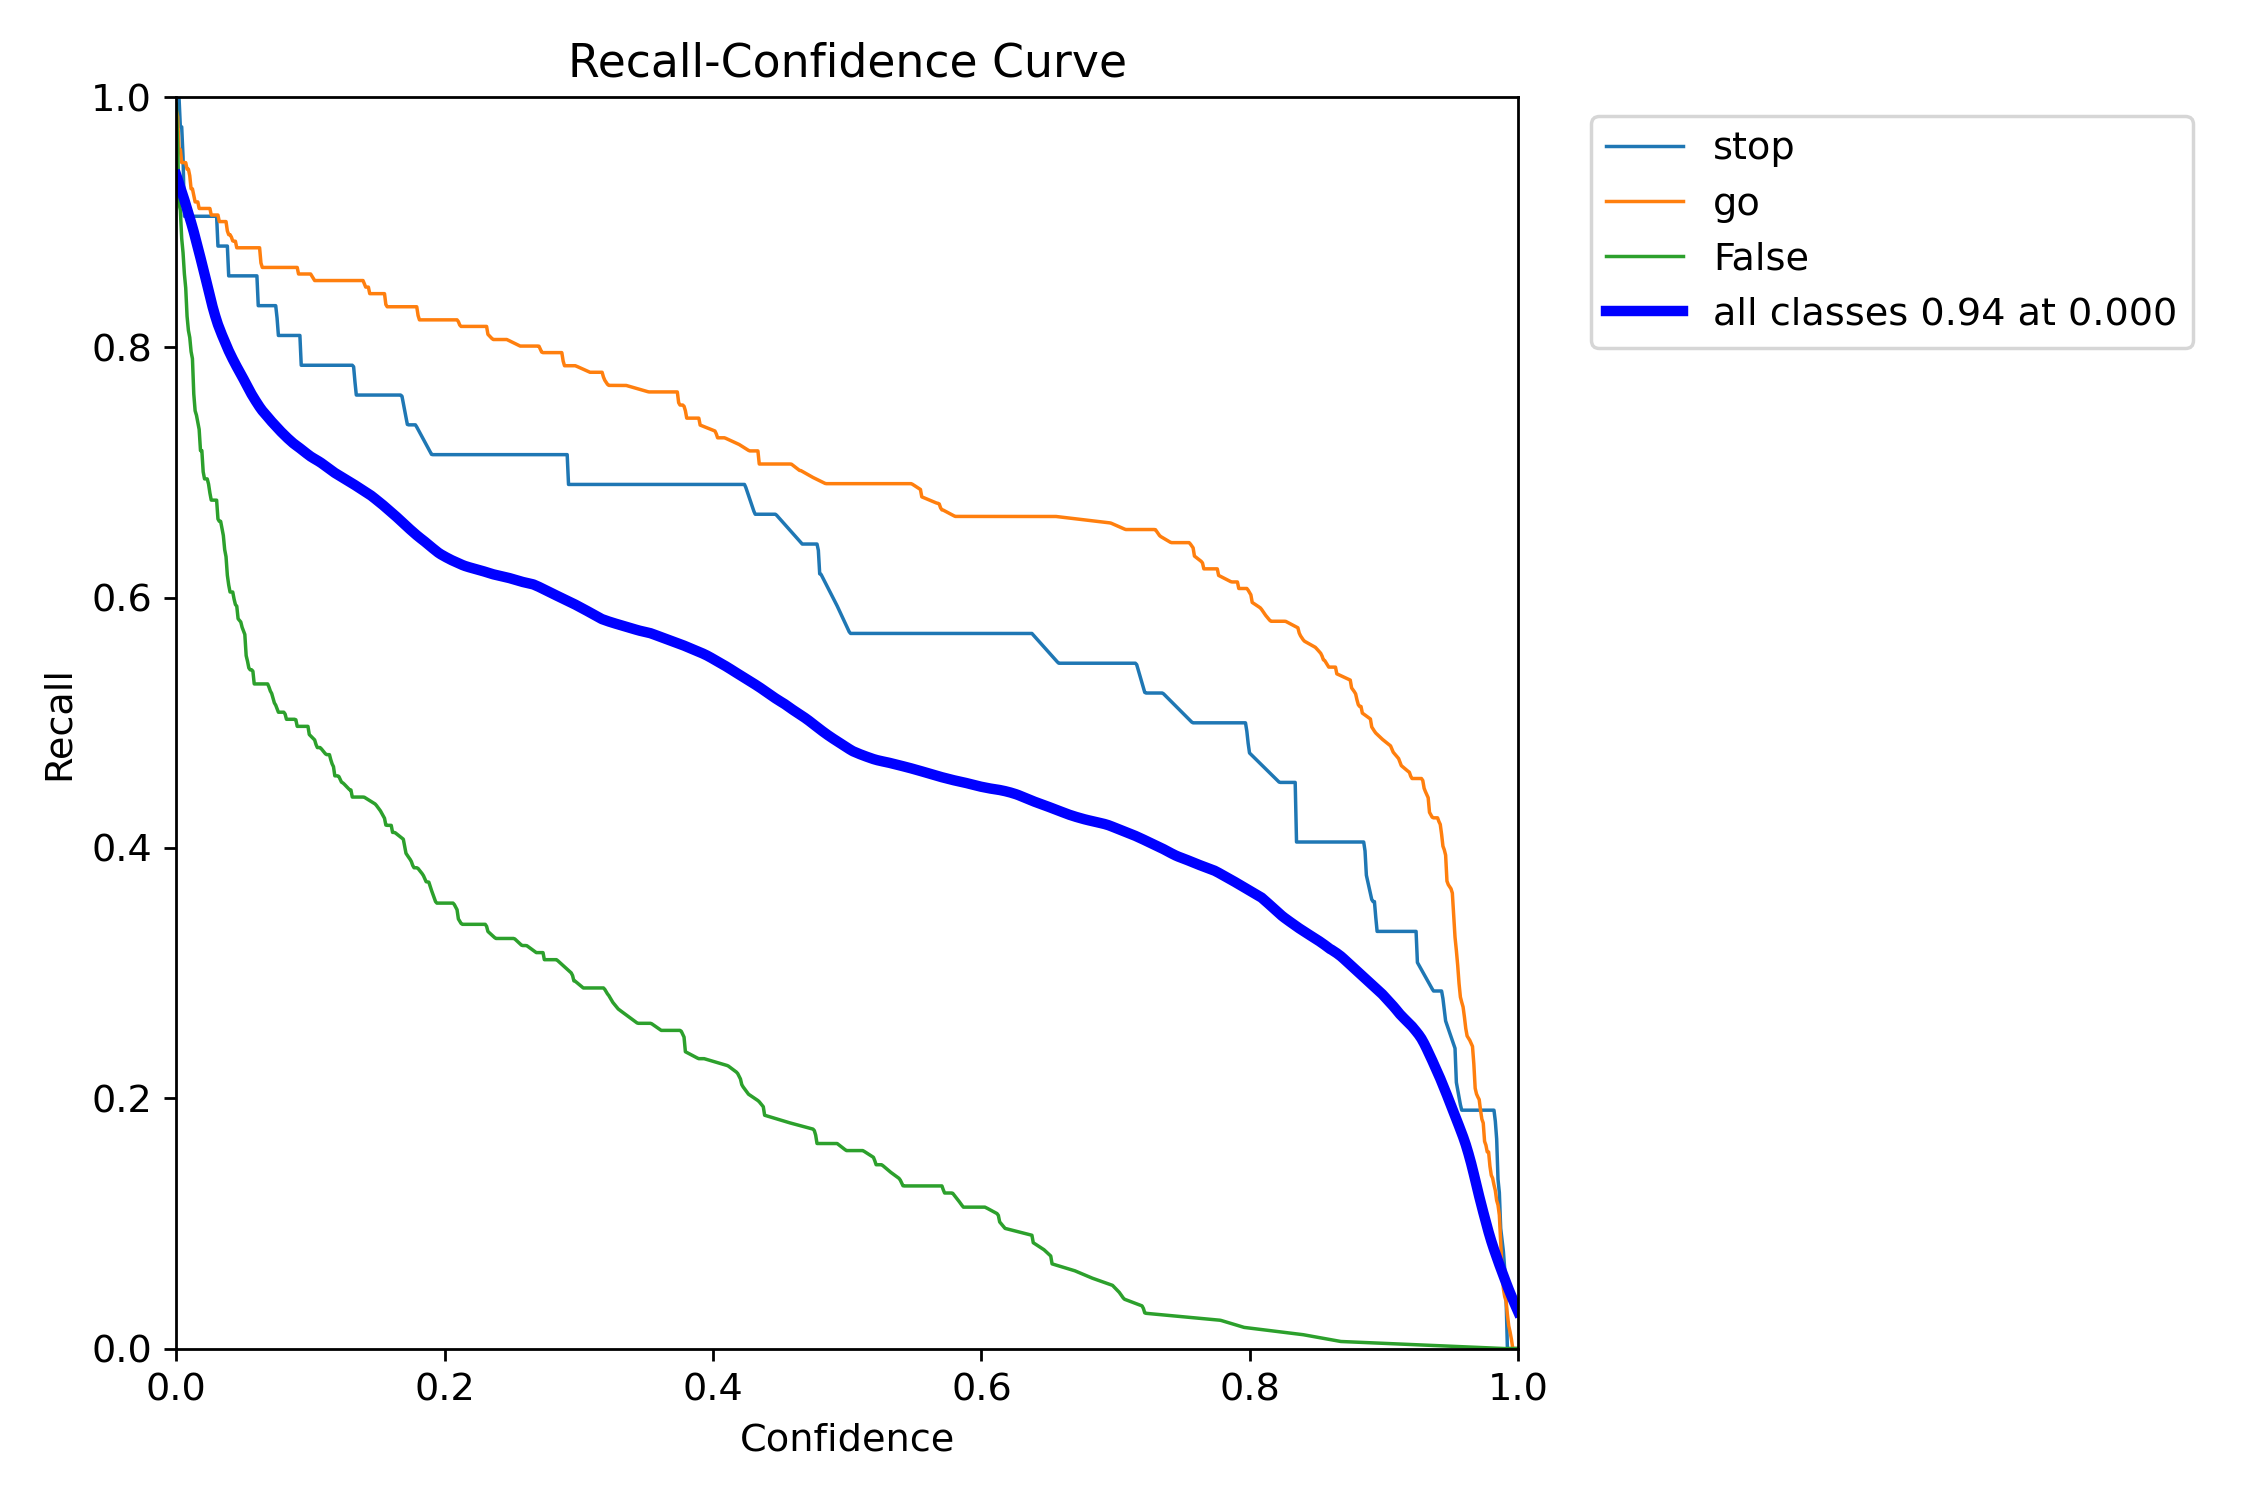 Recall-Confidence Curve
1.0
0.8
0.6
0.4
0.2
0.0
Recall
0.0 0.2 0.4 0.6 0.8 1.0
Confidence
stop
go
False
all classes 0.94 at 0.000